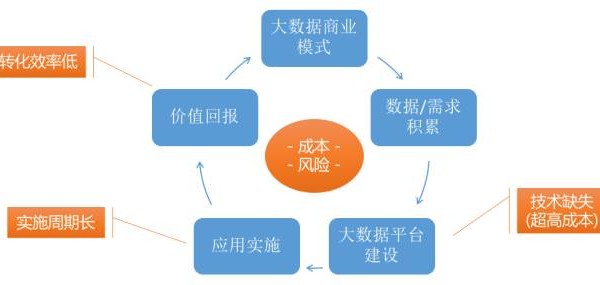 大数据商业
模式
转化效率低
价值回报
数据/需求
积累
- 成本 -
- 风险 -
技术缺失
(超高成本)
实施周期长
应用实施
大数据平台
建设